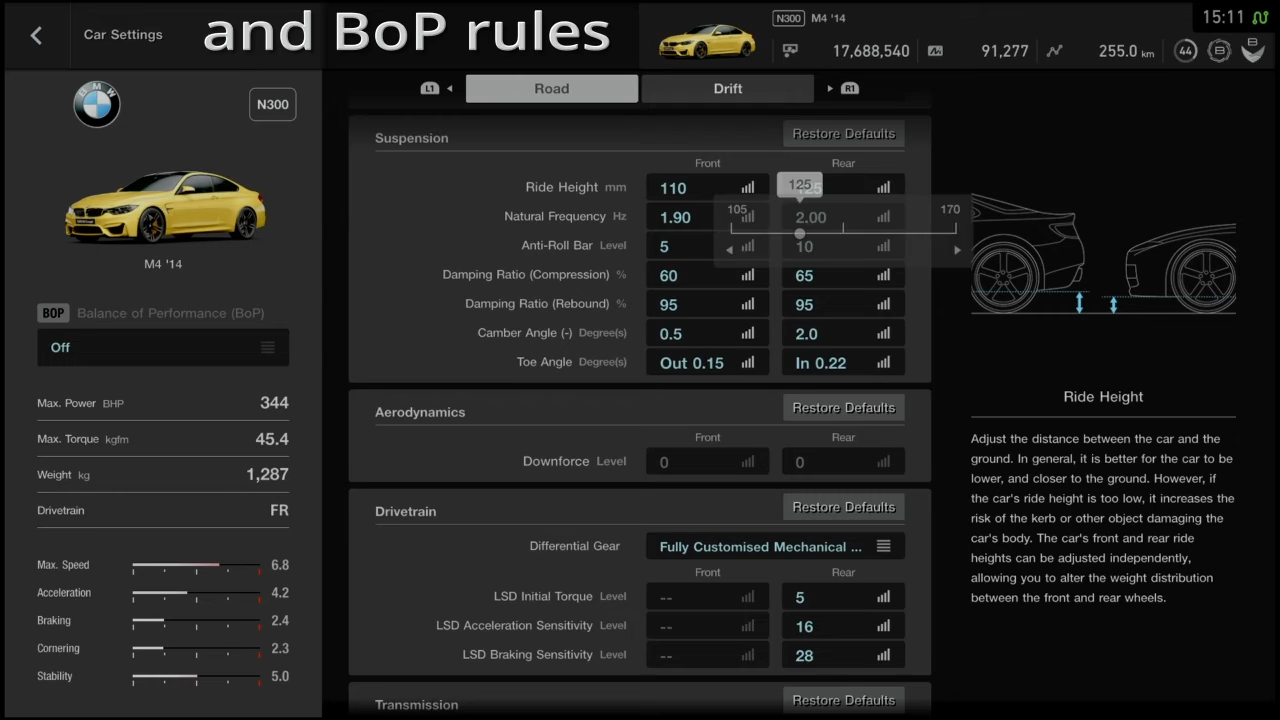 and BoP rules
Car Settings
N300 M4 '14
17,688,540
91,277
255.0 km
44
B
B
15:11
BMW
N300
M4 '14
BOP Balance of Performance (BoP)
Off
Max. Power BHP 344
Max. Torque kgfm 45.4
Weight kg 1,287
Drivetrain FR
Max. Speed 6.8
Acceleration 4.2
Braking 2.4
Cornering 2.3
Stability 5.0
L1 Road Drift R1
Suspension Restore Defaults
Front Rear
Ride Height mm 110 125
125
105 170
Natural Frequency Hz 1.90 2.00
Anti-Roll Bar Level 5 10
Damping Ratio (Compression) % 60 65
Damping Ratio (Rebound) % 95 95
Camber Angle (-) Degree(s) 0.5 2.0
Toe Angle Degree(s) Out 0.15 In 0.22
Aerodynamics Restore Defaults
Front Rear
Downforce Level 0 0
Drivetrain Restore Defaults
Differential Gear Fully Customised Mechanical ...
Front Rear
LSD Initial Torque Level -- 5
LSD Acceleration Sensitivity Level -- 16
LSD Braking Sensitivity Level -- 28
Transmission Restore Defaults
Ride Height
Adjust the distance between the car and the
ground. In general, it is better for the car to be
lower, and closer to the ground. However, if
the car's ride height is too low, it increases the
risk of the kerb or other object damaging the
car's body. The car's front and rear ride
heights can be adjusted independently,
allowing you to alter the weight distribution
between the front and rear wheels.